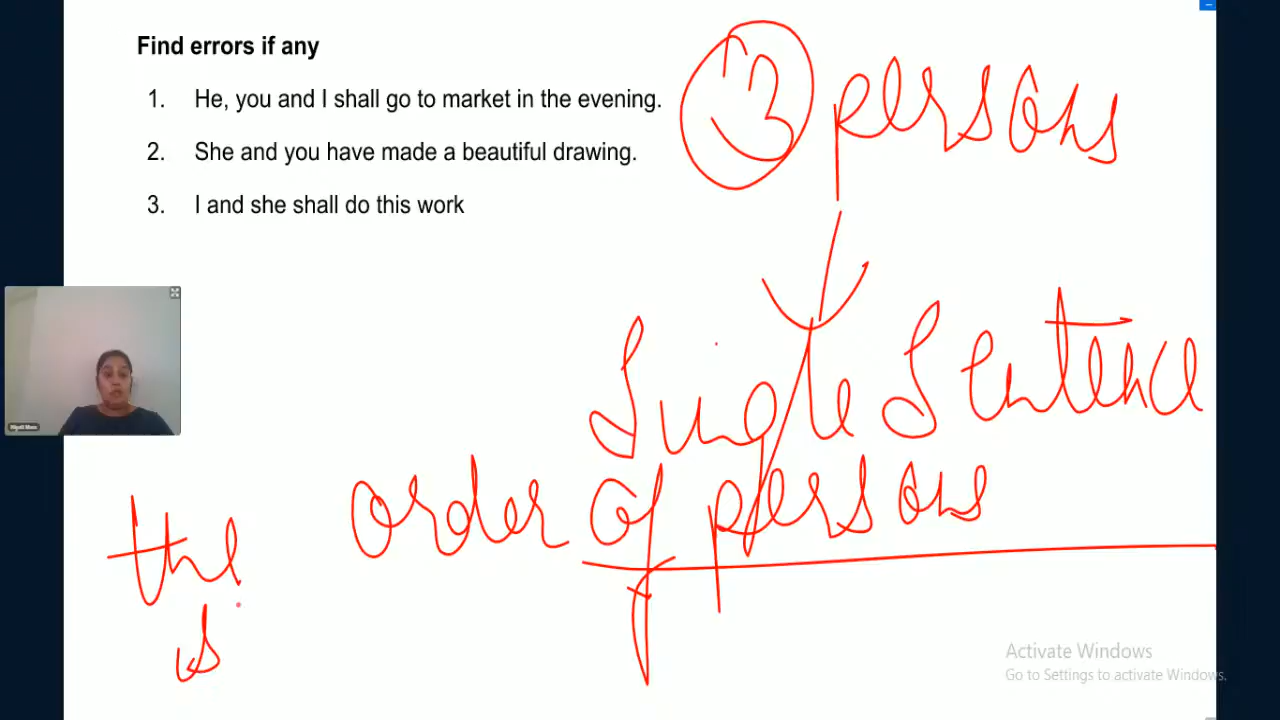 Find errors if any
1. He, you and I shall go to market in the evening.
2. She and you have made a beautiful drawing.
3. I and she shall do this work
3 persons
Single Sentence
the order of persons
Activate Windows
Go to Settings to activate Windows.